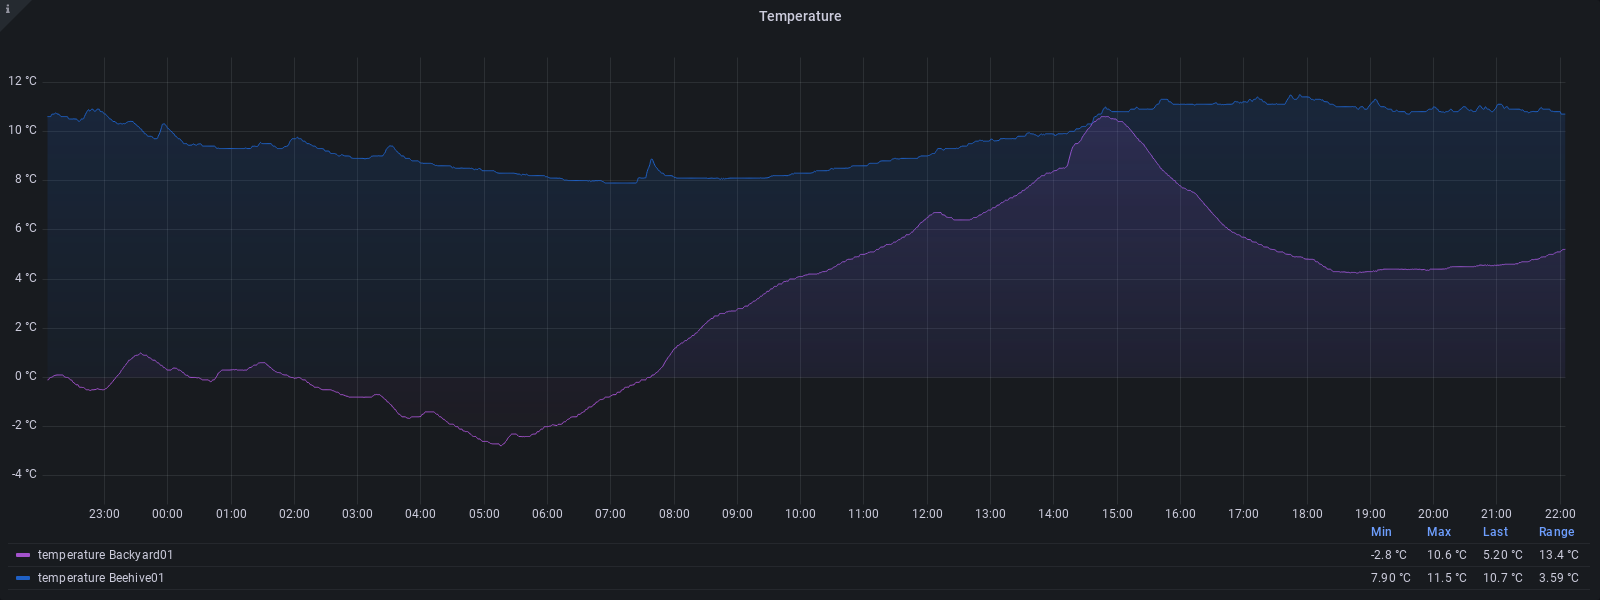 i
Temperature
12 °C
10 °C
8 °C
6 °C
4 °C
2 °C
0 °C
-2 °C
-4 °C
23:00 00:00 01:00 02:00 03:00 04:00 05:00 06:00 07:00 08:00 09:00 10:00 11:00 12:00 13:00 14:00 15:00 16:00 17:00 18:00 19:00 20:00 21:00 22:00
Min Max Last Range
temperature Backyard01 -2.8 °C 10.6 °C 5.20 °C 13.4 °C
temperature Beehive01 7.90 °C 11.5 °C 10.7 °C 3.59 °C